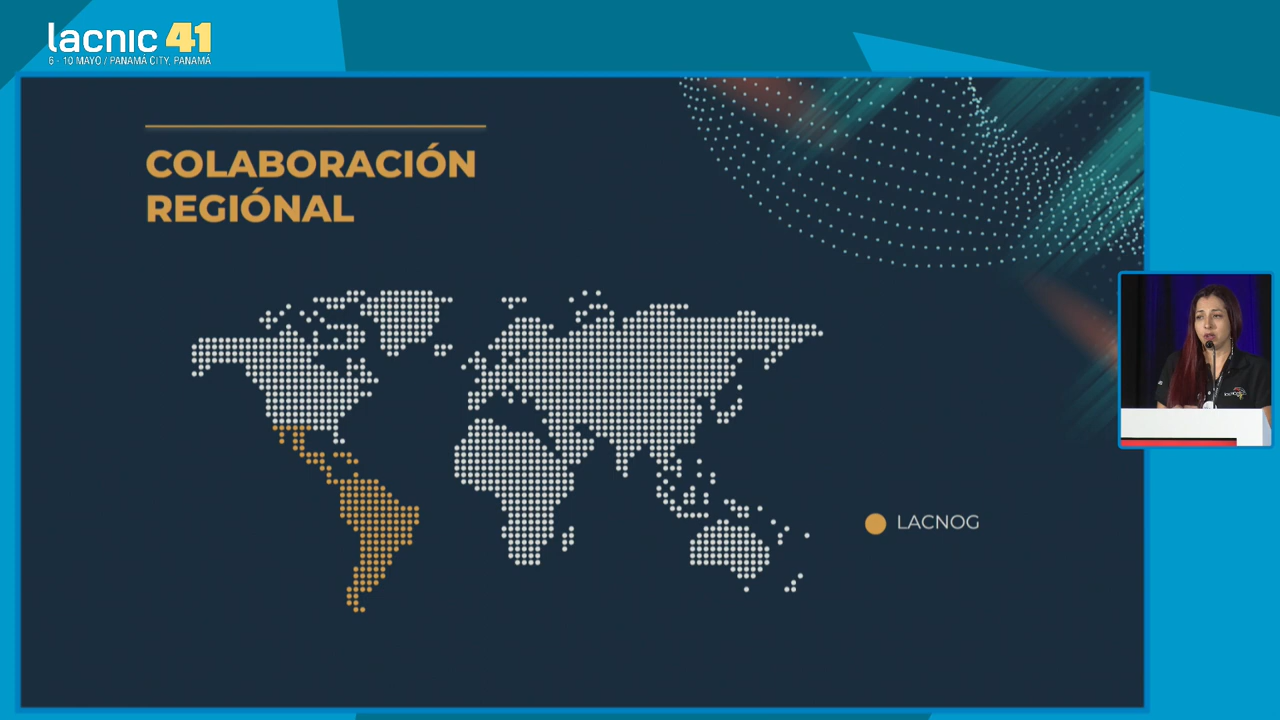 lacnic 41
6 - 10 MAYO / PANAMÁ CITY, PANAMÁ
COLABORACIÓN
REGIÓNAL
LACNOG